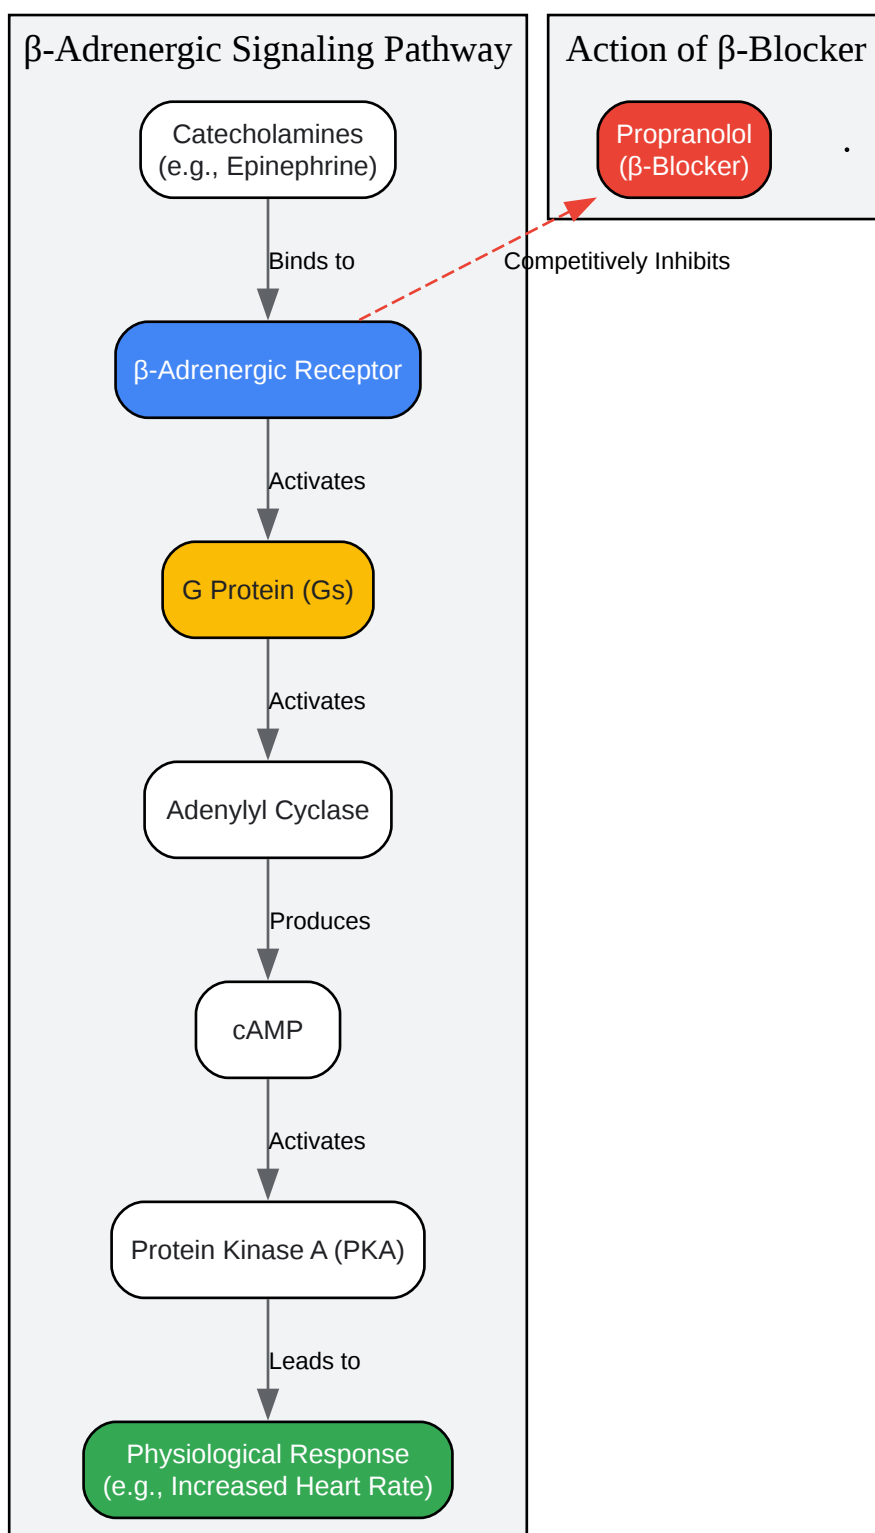 β-Adrenergic Signaling Pathway
Action of β-Blocker
Catecholamines
(e.g., Epinephrine)
Propranolol
(β-Blocker)
.
Binds to
Competitively Inhibits
β-Adrenergic Receptor
Activates
G Protein (Gs)
Activates
Adenylyl Cyclase
Produces
cAMP
Activates
Protein Kinase A (PKA)
Leads to
Physiological Response
(e.g., Increased Heart Rate)